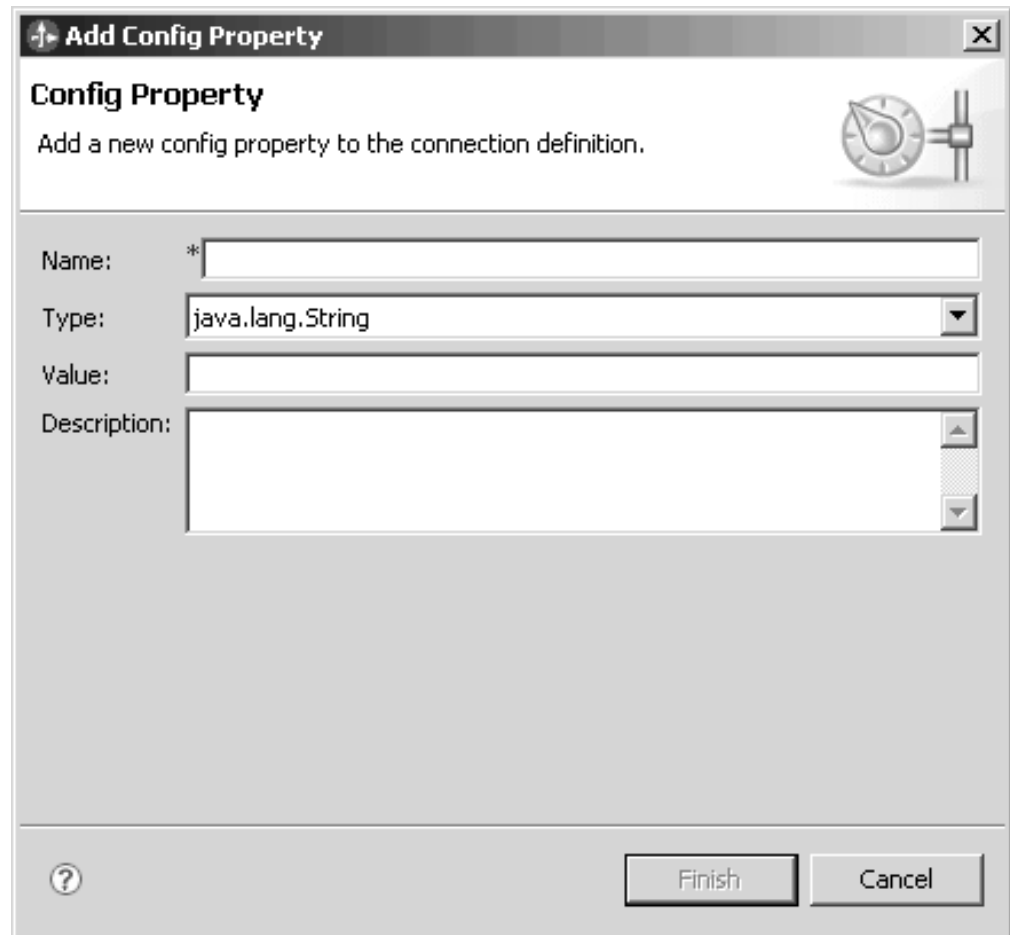 Add Config Property
Config Property
Add a new config property to the connection definition.
Name: *
Type: java.lang.String
Value:
Description:
?
Finish Cancel